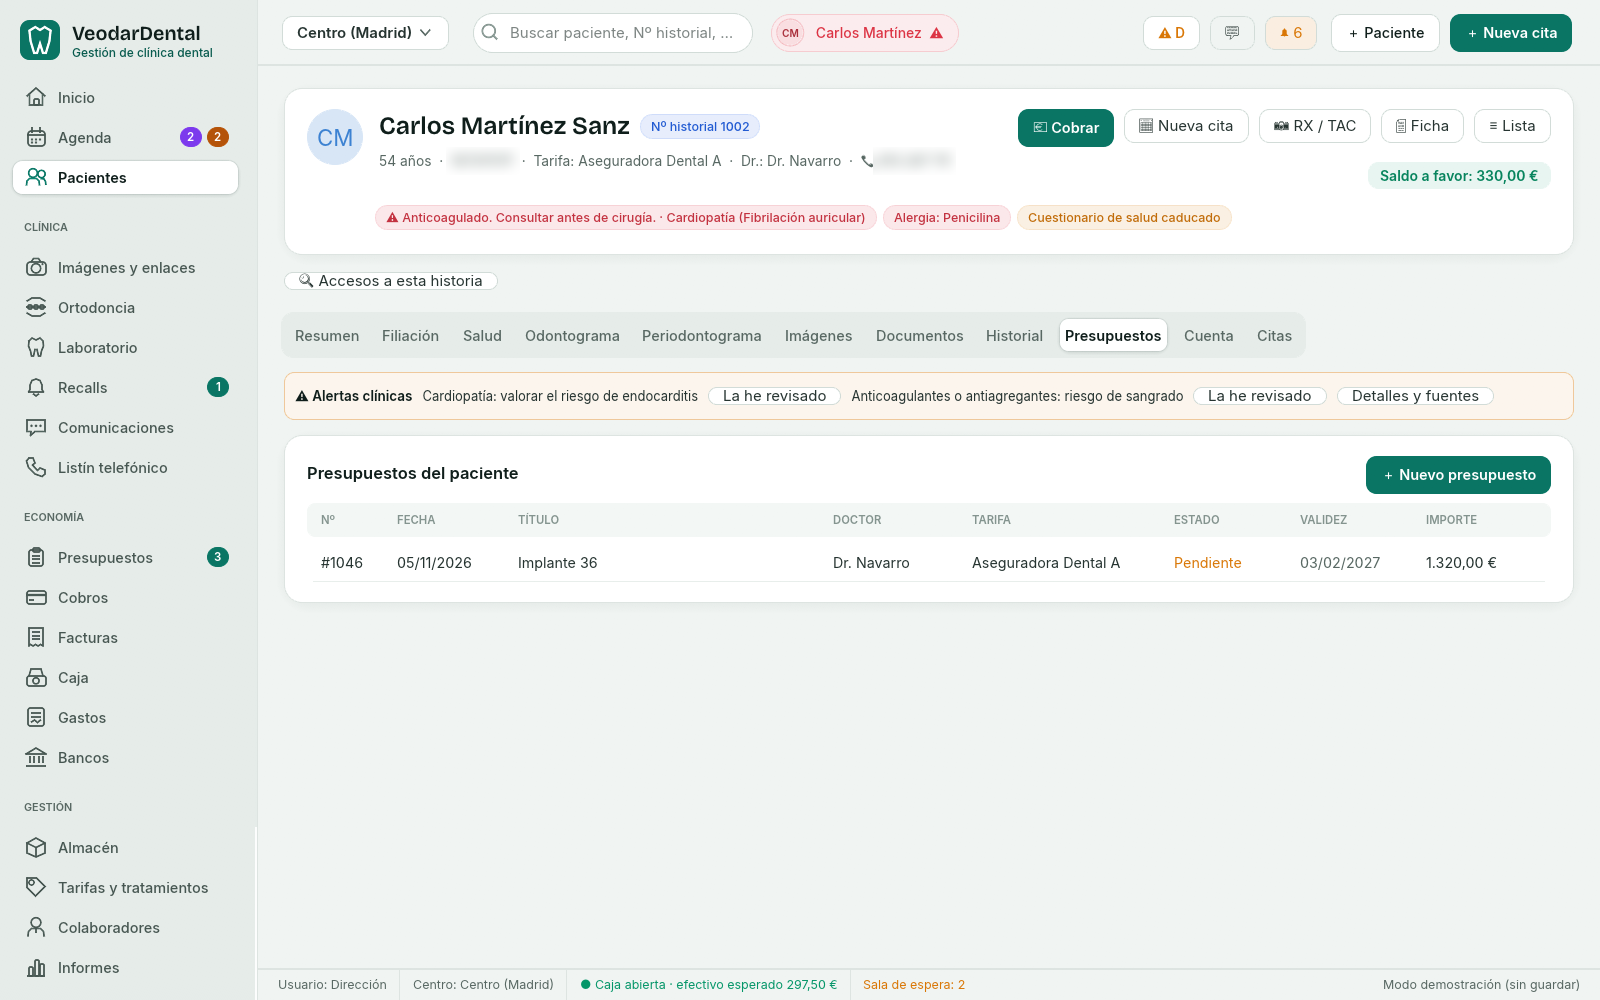 VeodarDental
Gestión de clínica dental
Inicio
Agenda 2 2
Pacientes
CLÍNICA
Imágenes y enlaces
Ortodoncia
Laboratorio
Recalls 1
Comunicaciones
Listín telefónico
ECONOMÍA
Presupuestos 3
Cobros
Facturas
Caja
Gastos
Bancos
GESTIÓN
Almacén
Tarifas y tratamientos
Colaboradores
Informes
Centro (Madrid)
Buscar paciente, Nº historial, ...
CM Carlos Martínez
D
6
+ Paciente
+ Nueva cita
CM
Carlos Martínez Sanz Nº historial 1002
54 años · · Tarifa: Aseguradora Dental A · Dr.: Dr. Navarro ·
Cobrar
Nueva cita
RX / TAC
Ficha
Lista
Saldo a favor: 330,00 €
Anticoagulado. Consultar antes de cirugía. · Cardiopatía (Fibrilación auricular) Alergia: Penicilina Cuestionario de salud caducado
Accesos a esta historia
Resumen Filiación Salud Odontograma Periodontograma Imágenes Documentos Historial Presupuestos Cuenta Citas
Alertas clínicas Cardiopatía: valorar el riesgo de endocarditis La he revisado Anticoagulantes o antiagregantes: riesgo de sangrado La he revisado Detalles y fuentes
Presupuestos del paciente
+ Nuevo presupuesto
Nº FECHA TÍTULO DOCTOR TARIFA ESTADO VALIDEZ IMPORTE
#1046 05/11/2026 Implante 36 Dr. Navarro Aseguradora Dental A Pendiente 03/02/2027 1.320,00 €
Usuario: Dirección Centro: Centro (Madrid) Caja abierta · efectivo esperado 297,50 € Sala de espera: 2 Modo demostración (sin guardar)